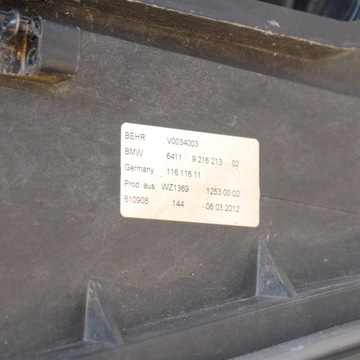 BEHR V0034003
BMW 6411 9 216 213 02
Germany 116 116 11
Prod. aus: WZ1369 1253.00.02
810908 144 08.03.2012